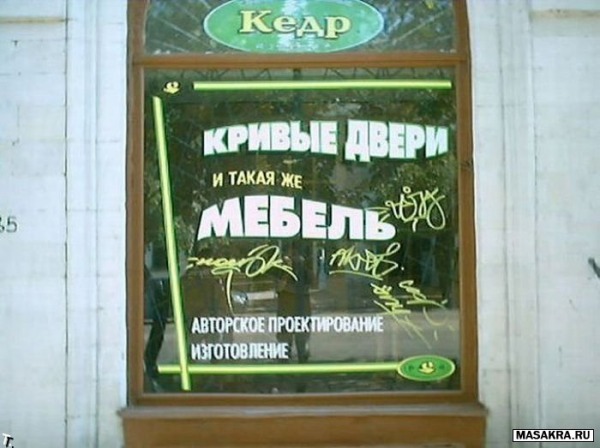 Кедр
КРИВЫЕ ДВЕРИ
И ТАКАЯ ЖЕ
МЕБЕЛЬ
АВТОРСКОЕ ПРОЕКТИРОВАНИЕ
ИЗГОТОВЛЕНИЕ
MASAKRA.RU